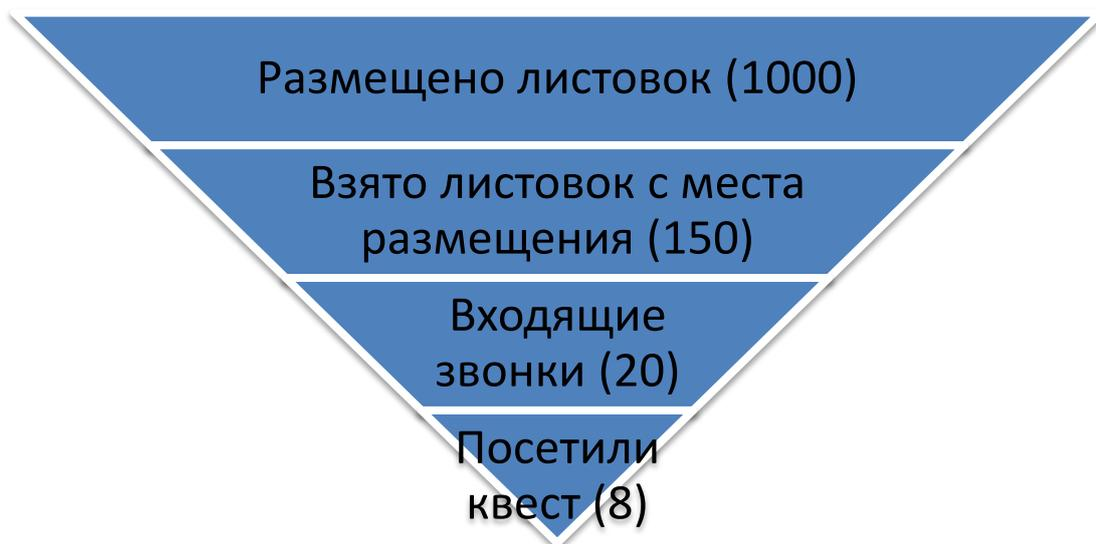 Размещено листовок (1000)
Взято листовок с места
размещения (150)
Входящие
звонки (20)
Посетили
квест (8)